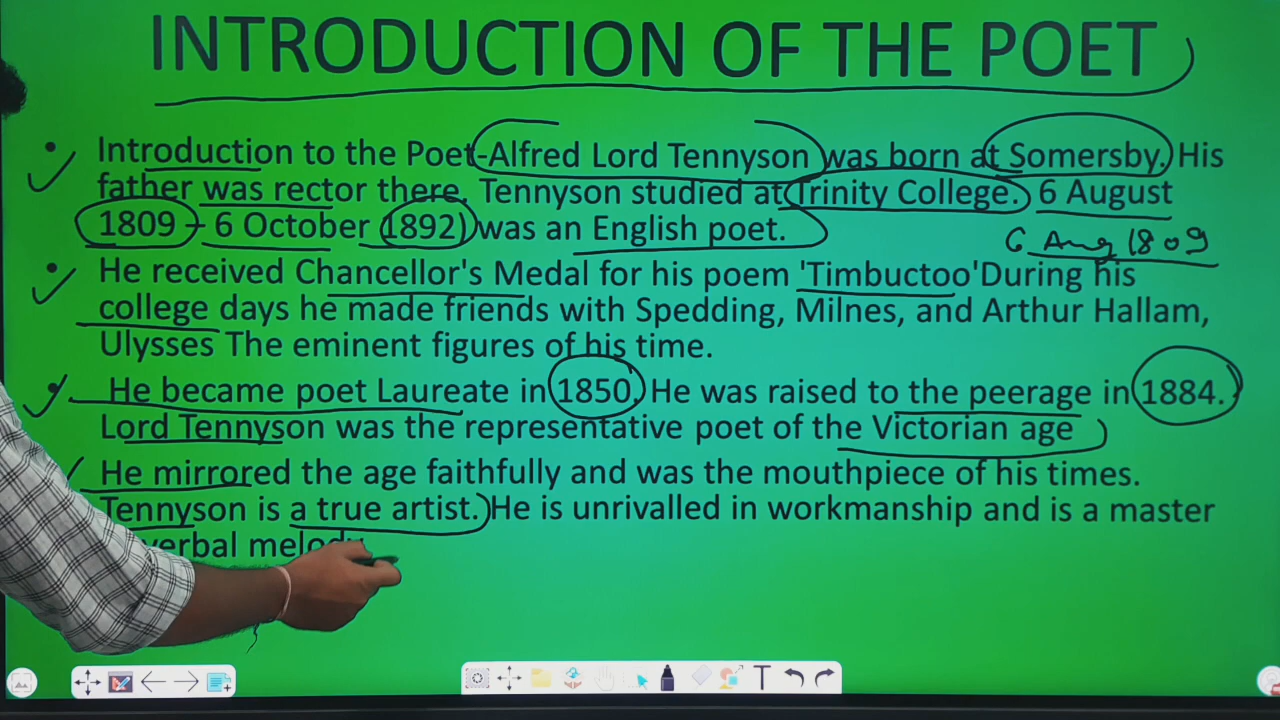 INTRODUCTION OF THE POET
• Introduction to the Poet-Alfred Lord Tennyson was born at Somersby. His
father was rector there. Tennyson studied at Trinity College. 6 August
1809 – 6 October 1892) was an English poet.
6 Aug 1809
• He received Chancellor's Medal for his poem 'Timbuctoo'During his
college days he made friends with Spedding, Milnes, and Arthur Hallam,
Ulysses The eminent figures of his time.
• He became poet Laureate in 1850. He was raised to the peerage in 1884.
Lord Tennyson was the representative poet of the Victorian age
He mirrored the age faithfully and was the mouthpiece of his times.
Tennyson is a true artist. He is unrivalled in workmanship and is a master
verbal melody
T